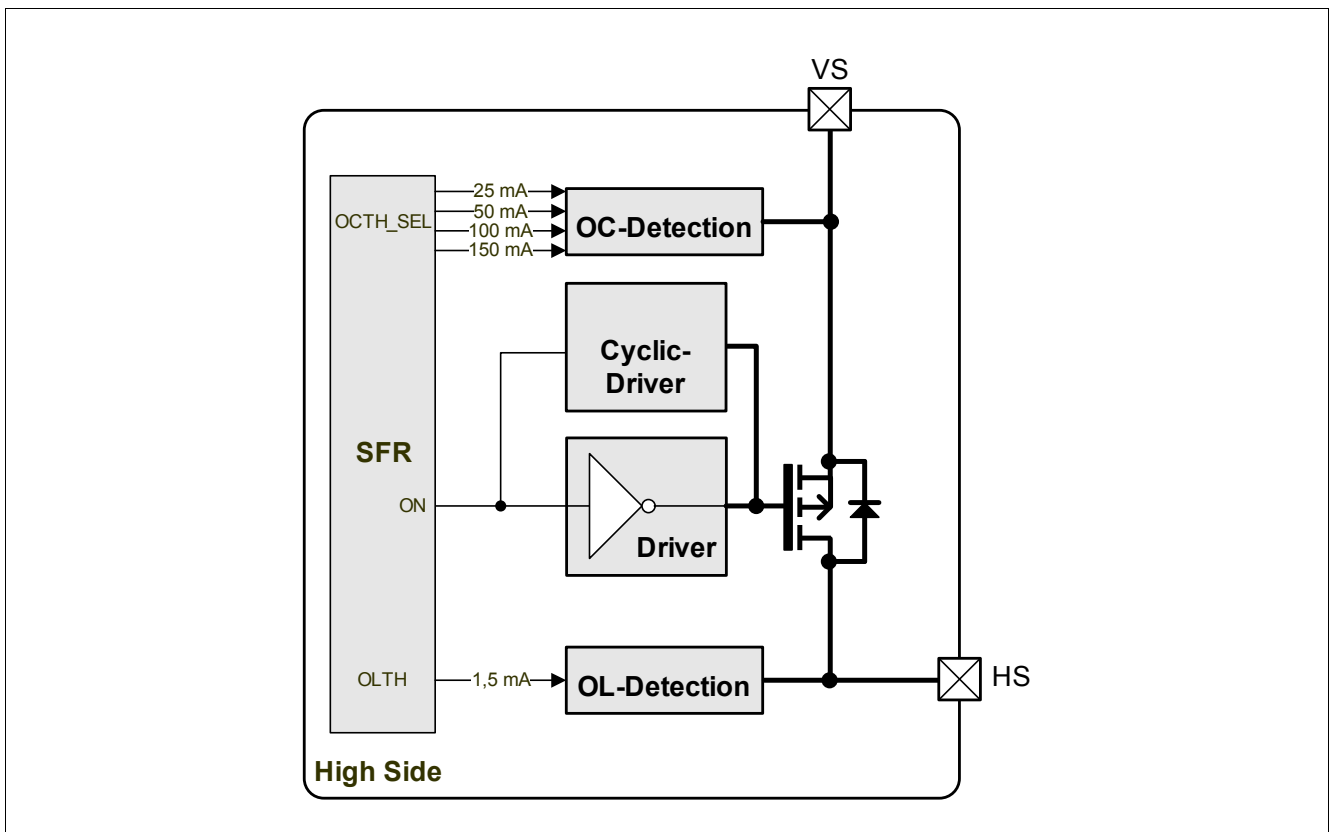 VS
OCTH_SEL
25 mA
50 mA
100 mA
150 mA
OC-Detection
Cyclic-
Driver
SFR
ON
Driver
OLTH
1,5 mA
OL-Detection
HS
High Side